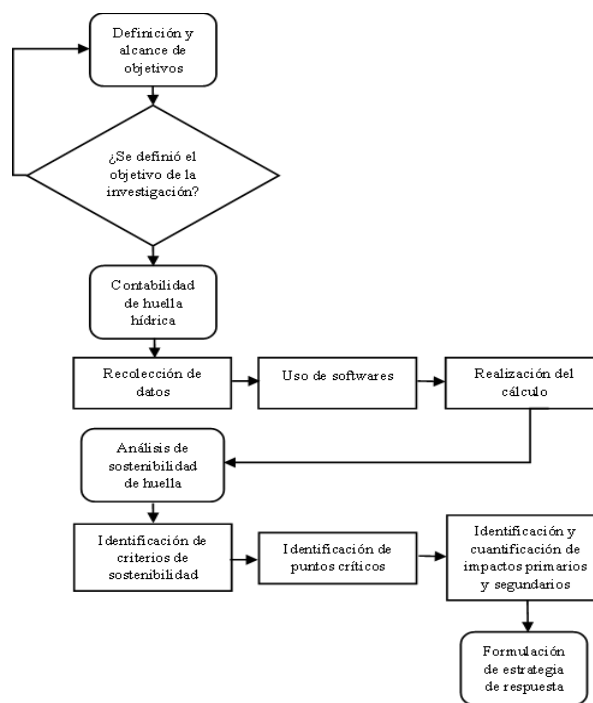 Definición y
alcance de
objetivos
¿Se definió el
objetivo de la
investigación?
Contabilidad
de huella
hídrica
Recolección de
datos
Uso de softwares
Realización del
cálculo
Análisis de
sostenibilidad
de huella
Identificación de
criterios de
sostenibilidad
Identificación de
puntos críticos
Identificación y
cuantificación de
impactos primarios
y segundarios
Formulación
de estrategia
de respuesta